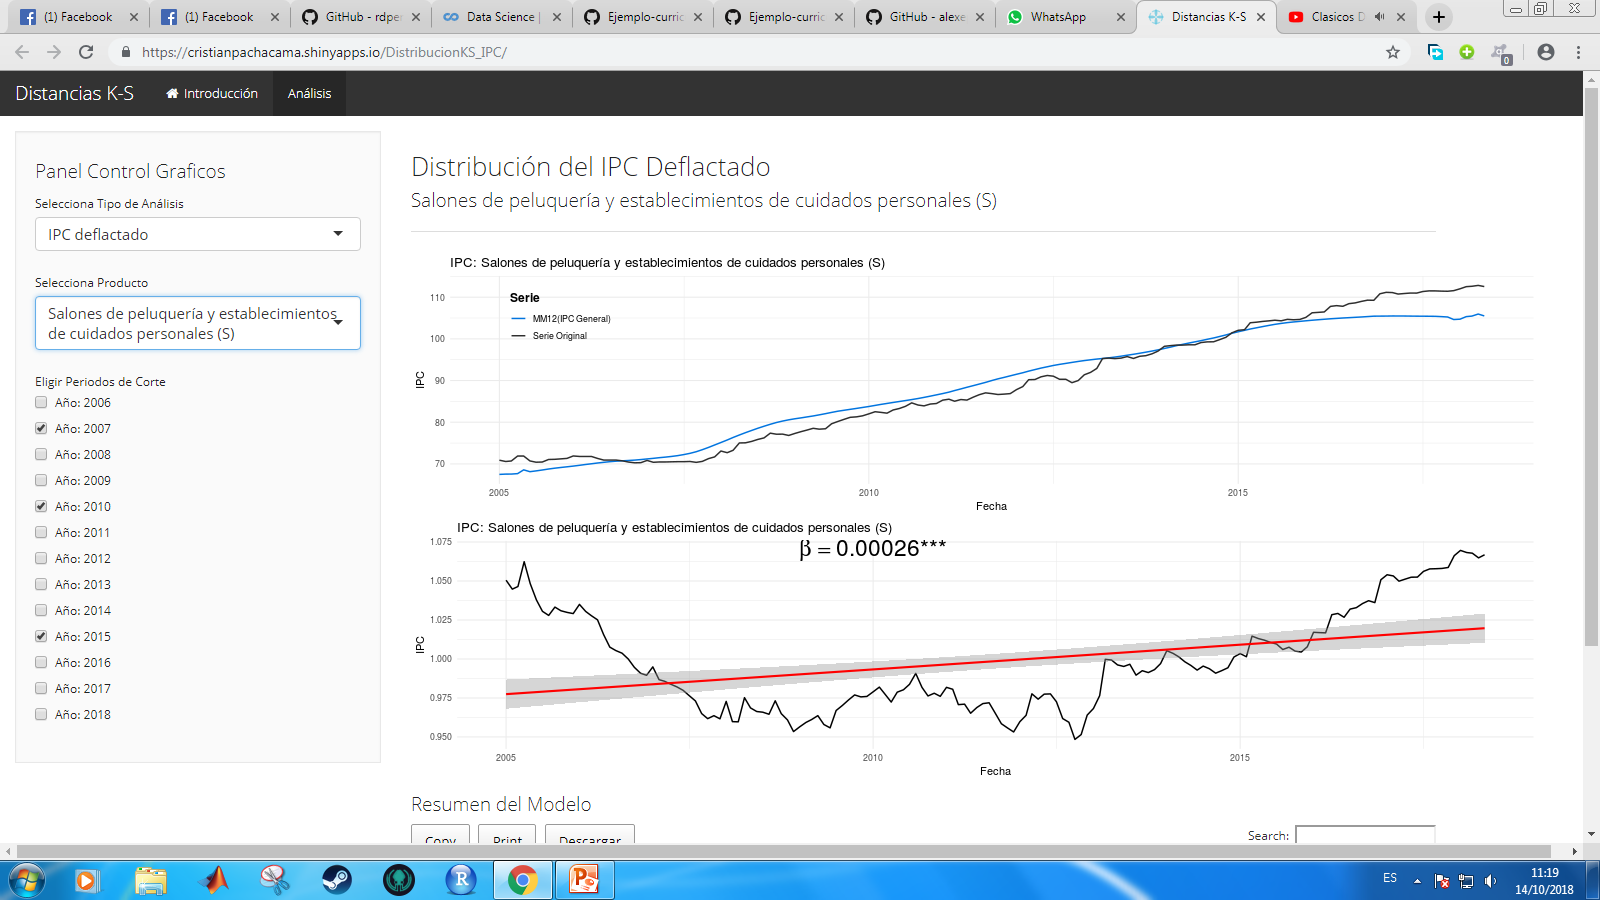 (1) Facebook
(1) Facebook
GitHub - rdpe
Data Science |
Ejemplo-curric
Ejemplo-curric
GitHub - alexe
WhatsApp
Distancias K-S
Clasicos D
https://cristianpachacama.shinyapps.io/DistribucionKS_IPC/
0
Distancias K-S
Introducción
Análisis
Panel Control Graficos
Selecciona Tipo de Análisis
IPC deflactado
Selecciona Producto
Salones de peluquería y establecimientos
de cuidados personales (S)
Eligir Periodos de Corte
Año: 2006
Año: 2007
Año: 2008
Año: 2009
Año: 2010
Año: 2011
Año: 2012
Año: 2013
Año: 2014
Año: 2015
Año: 2016
Año: 2017
Año: 2018
Distribución del IPC Deflactado
Salones de peluquería y establecimientos de cuidados personales (S)
IPC: Salones de peluquería y establecimientos de cuidados personales (S)
Serie
MM12(IPC General)
Serie Original
IPC
110
100
90
80
70
2005
2010
2015
Fecha
IPC: Salones de peluquería y establecimientos de cuidados personales (S)
β = 0.00026***
IPC
1.075
1.050
1.025
1.000
0.975
0.950
2005
2010
2015
Fecha
Resumen del Modelo
Copy
Print
Descargar
Search:
ES
11:19
14/10/2018